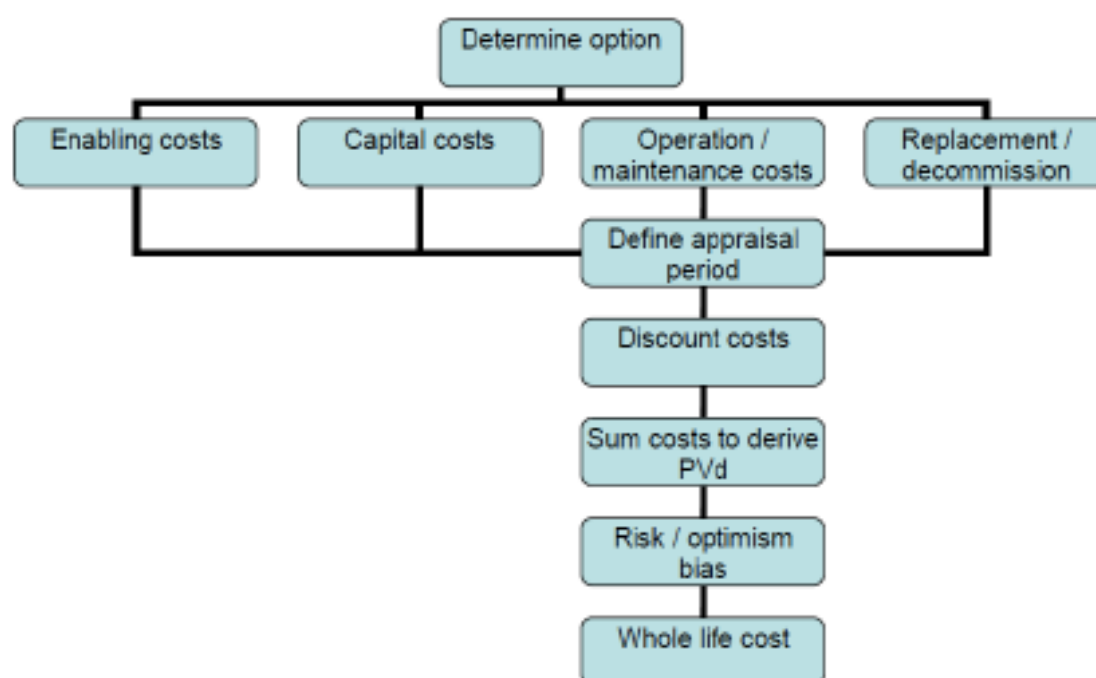 Determine option
Enabling costs
Capital costs
Operation /
maintenance costs
Replacement /
decommission
Define appraisal
period
Discount costs
Sum costs to derive
PVd
Risk / optimism
bias
Whole life cost